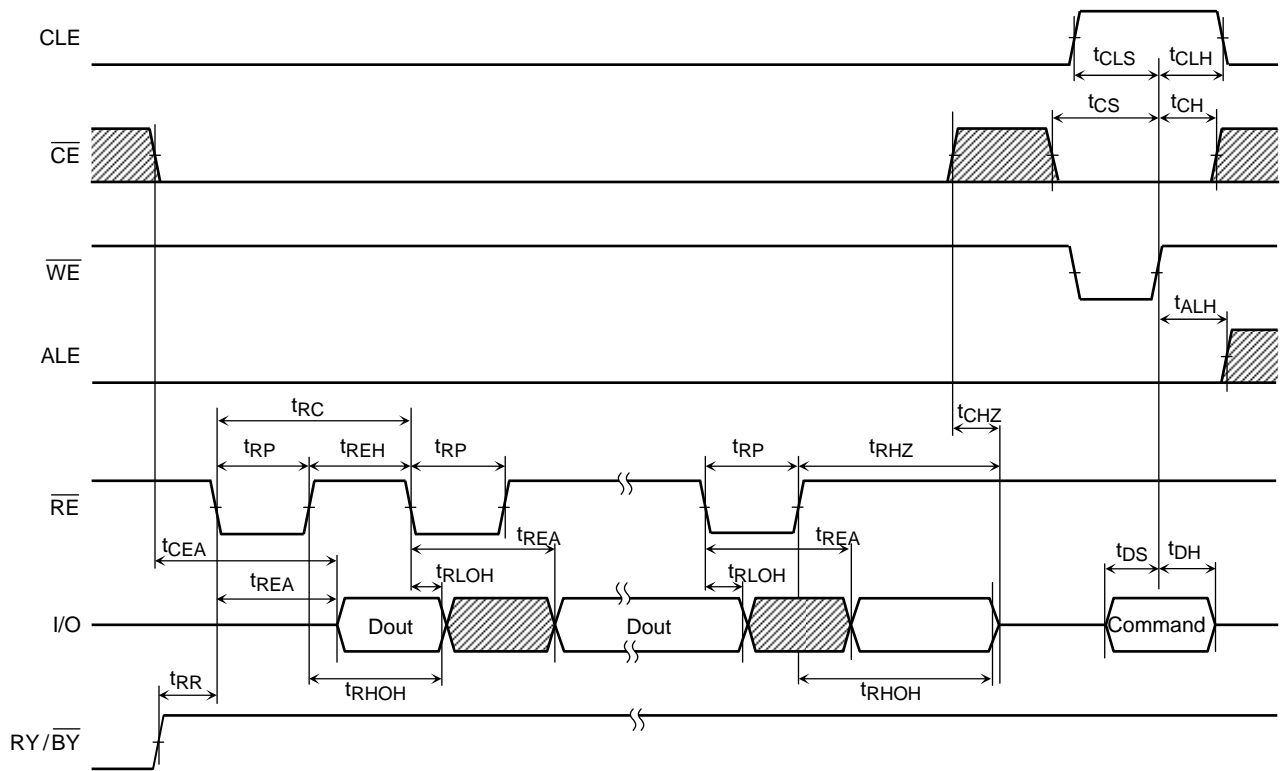 CLE
tCLS tCLH
tCS tCH
CE
WE
tALH
ALE
tRC
tCHZ
tRP tREH tRP tRP tRHZ
RE
tCEA tREA tREA
tREA tRLOH tRLOH tDS tDH
I/O Dout Dout Command
tRR tRHOH tRHOH
RY/BY